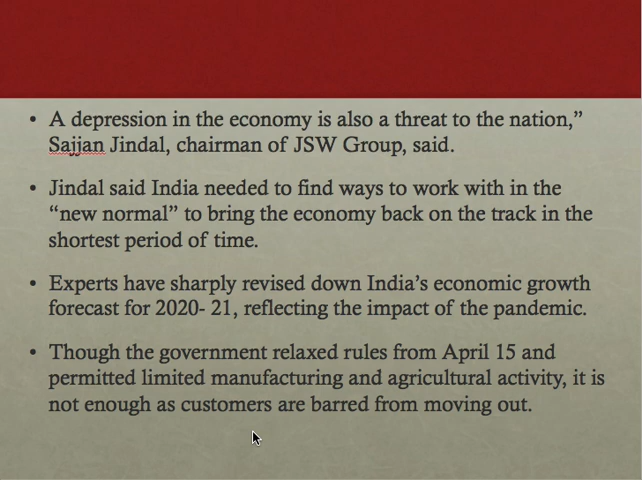 • A depression in the economy is also a threat to the nation,”
Sajjan Jindal, chairman of JSW Group, said.
• Jindal said India needed to find ways to work with in the
“new normal” to bring the economy back on the track in the
shortest period of time.
• Experts have sharply revised down India’s economic growth
forecast for 2020- 21, reflecting the impact of the pandemic.
• Though the government relaxed rules from April 15 and
permitted limited manufacturing and agricultural activity, it is
not enough as customers are barred from moving out.